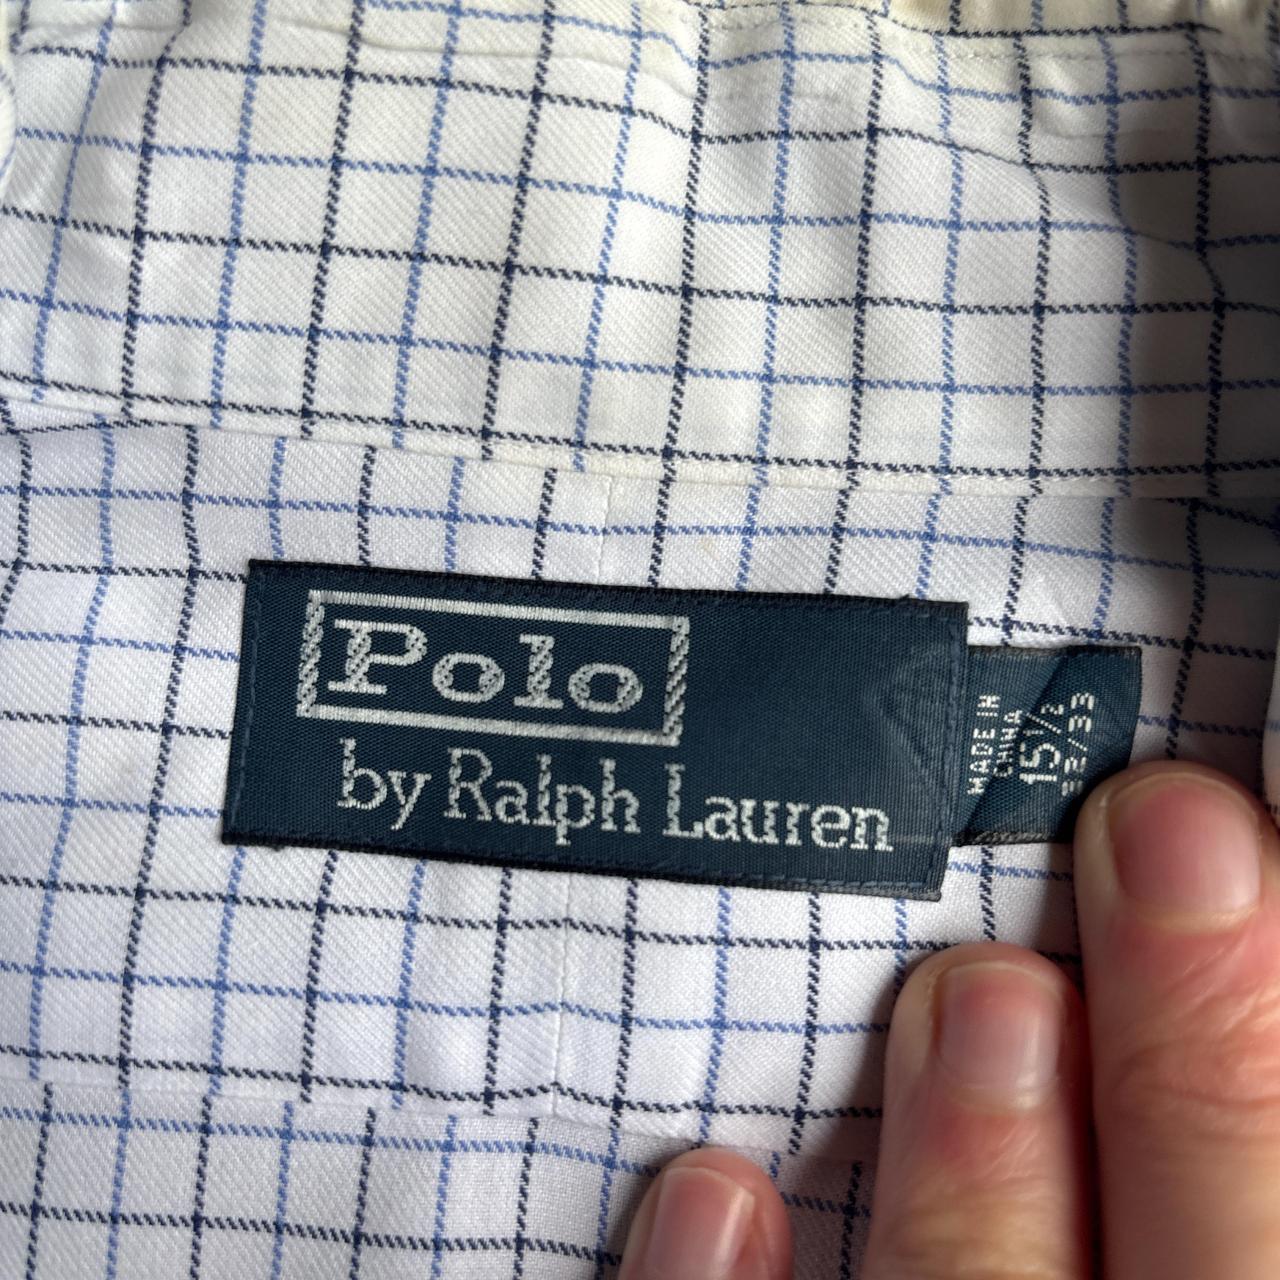 Polo
by Ralph Lauren
MADE IN
CHINA
15½
32/33